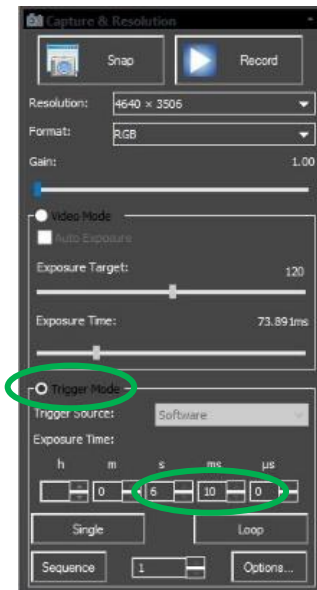 Capture & Resolution
Snap Record
Resolution: 4640 × 3506
Format: RGB
Gain: 1.00
Video Mode
Auto Exposure
Exposure Target: 120
Exposure Time: 73.891ms
Trigger Mode
Trigger Source: Software
Exposure Time:
h m s ms µs
0 6 10 0
Single Loop
Sequence 1 Options...